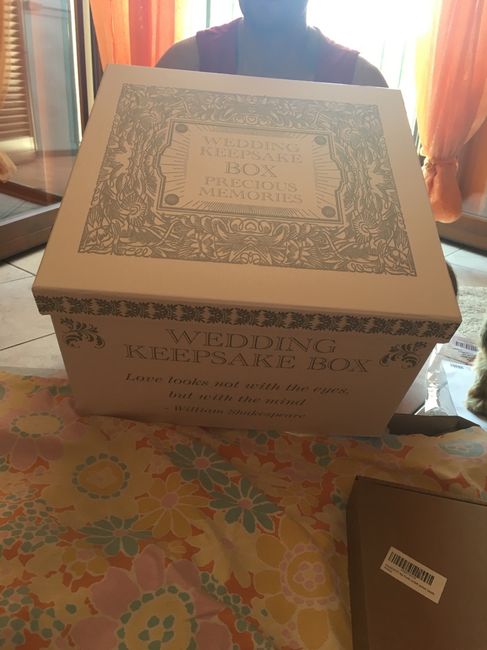 WEDDING
KEEPSAKE
BOX
PRECIOUS
MEMORIES
WEDDING
KEEPSAKE BOX
Love looks not with the eyes,
but with the mind
- William Shakespeare